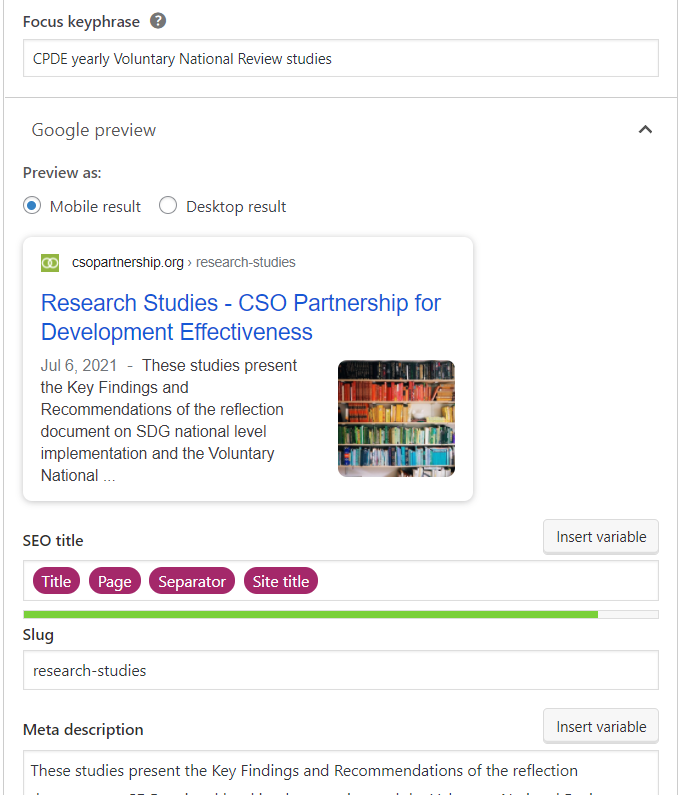 Focus keyphrase ?
CPDE yearly Voluntary National Review studies
Google preview
Preview as:
Mobile result Desktop result
csopartnership.org › research-studies
Research Studies - CSO Partnership for
Development Effectiveness
Jul 6, 2021 - These studies present
the Key Findings and
Recommendations of the reflection
document on SDG national level
implementation and the Voluntary
National ...
SEO title
Insert variable
Title Page Separator Site title
Slug
research-studies
Meta description
Insert variable
These studies present the Key Findings and Recommendations of the reflection